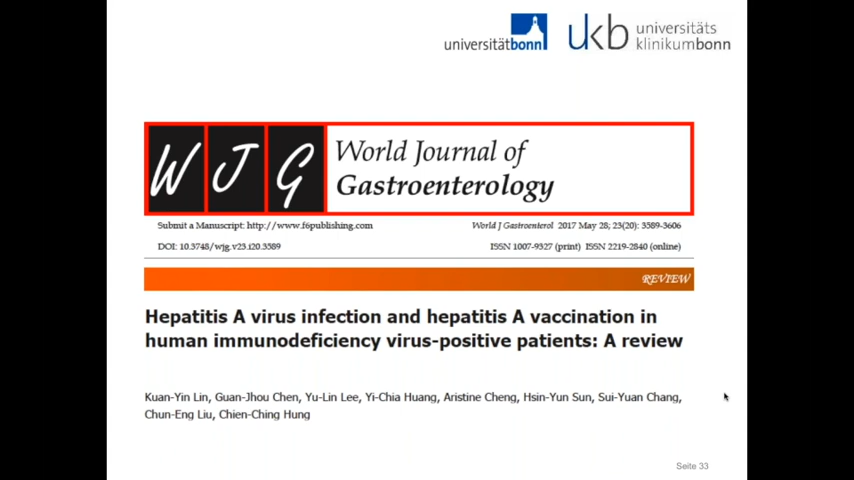 universitätbonn
ukb universitäts
klinikumbonn
WJG
World Journal of
Gastroenterology
Submit a Manuscript: http://www.f6publishing.com
World J Gastroenterol 2017 May 28; 23(20): 3589-3606
DOI: 10.3748/wjg.v23.i20.3589
ISSN 1007-9327 (print) ISSN 2219-2840 (online)
REVIEW
Hepatitis A virus infection and hepatitis A vaccination in
human immunodeficiency virus-positive patients: A review
Kuan-Yin Lin, Guan-Jhou Chen, Yu-Lin Lee, Yi-Chia Huang, Aristine Cheng, Hsin-Yun Sun, Sui-Yuan Chang,
Chun-Eng Liu, Chien-Ching Hung
Seite 33